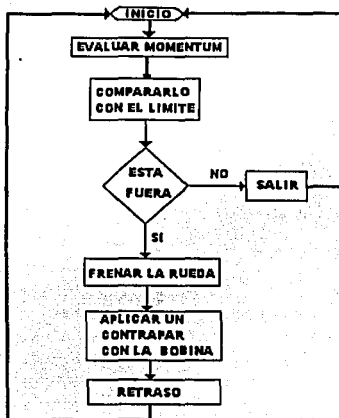 INICIO
EVALUAR MOMENTUM
COMPARARLO
CON EL LIMITE
ESTA
FUERA
NO
SALIR
SI
FRENAR LA RUEDA
APLICAR UN
CONTRAPAR
CON LA BOBINA
RETRASO